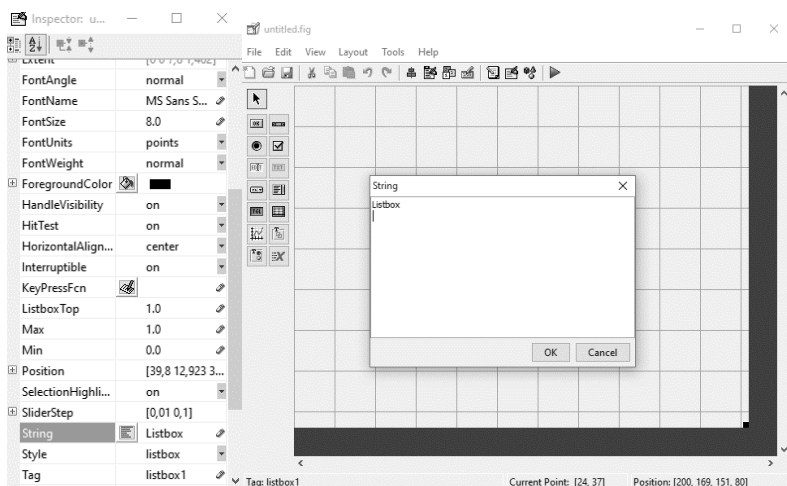 Inspector: u...
FontAngle normal
FontName MS Sans S...
FontSize 8.0
FontUnits points
FontWeight normal
ForegroundColor
HandleVisibility on
HitTest on
HorizontalAlign... center
Interruptible on
KeyPressFcn
ListboxTop 1.0
Max 1.0
Min 0.0
Position [39,8 12,923 3...
SelectionHighli... on
SliderStep [0,01 0,1]
String Listbox
Style listbox
Tag listbox1
untitled.fig
File Edit View Layout Tools Help
String
Listbox
OK Cancel
Tag: listbox1 Current Point: [24, 37] Position: [200, 169, 151, 80]